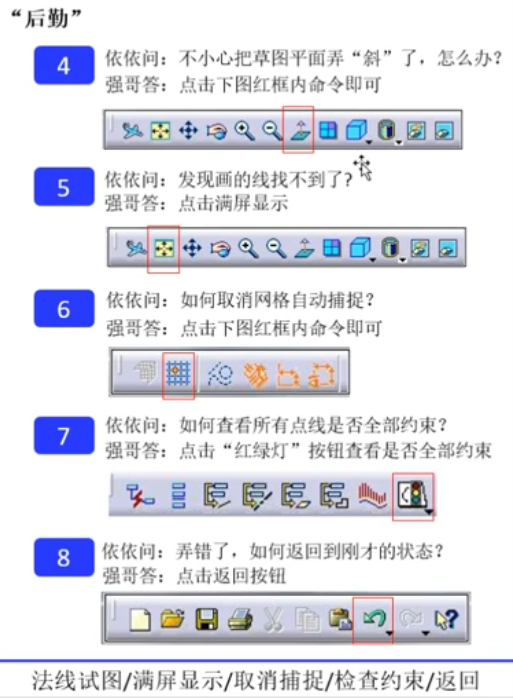 “后勤”
4
依依问：不小心把草图平面弄“斜”了，怎么办？
强哥答：点击下图红框内命令即可
5
依依问：发现画的线找不到了？
强哥答：点击满屏显示
6
依依问：如何取消网格自动捕捉？
强哥答：点击下图红框内命令即可
7
依依问：如何查看所有点线是否全部约束？
强哥答：点击“红绿灯”按钮查看是否全部约束
8
依依问：弄错了，如何返回到刚才的状态？
强哥答：点击返回按钮
法线试图/满屏显示/取消捕捉/检查约束/返回